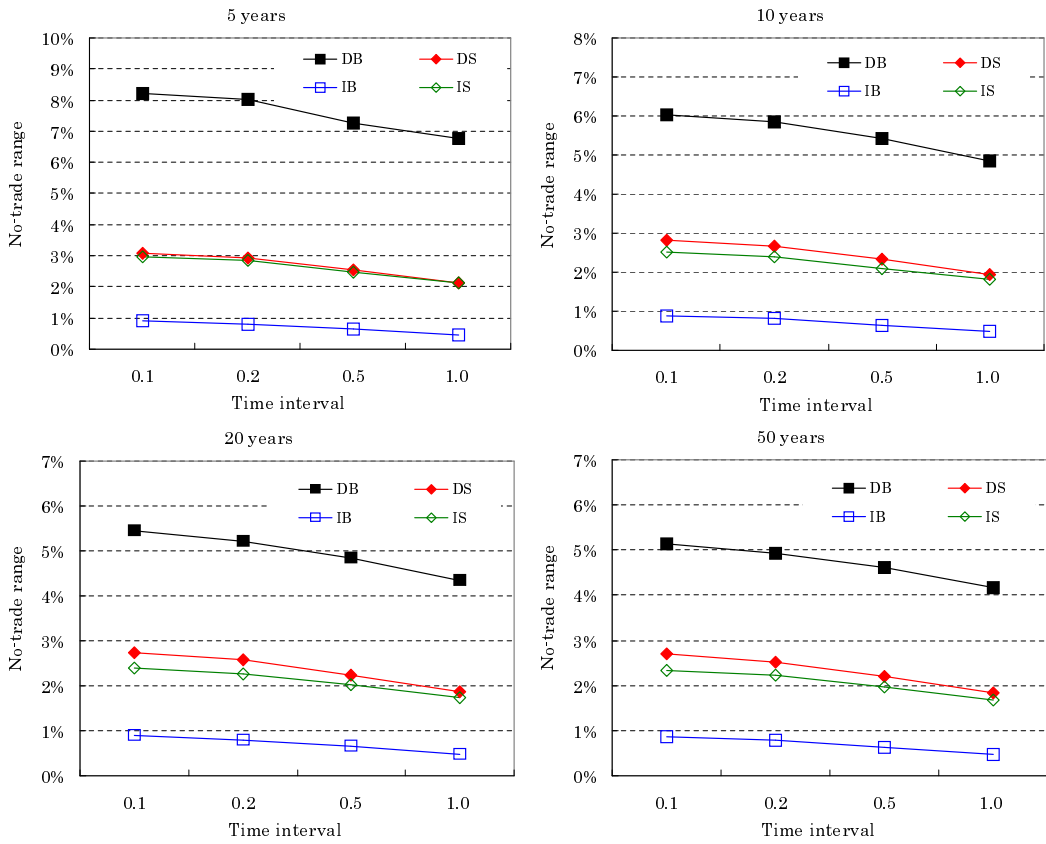 5 years
10%
9%
8%
7%
6%
5%
4%
3%
2%
1%
0%
No-trade range
DB
DS
IB
IS
0.1 0.2 0.5 1.0
Time interval
10 years
8%
7%
6%
5%
4%
3%
2%
1%
0%
No-trade range
DB
DS
IB
IS
0.1 0.2 0.5 1.0
Time interval
20 years
7%
6%
5%
4%
3%
2%
1%
0%
No-trade range
DB
DS
IB
IS
0.1 0.2 0.5 1.0
Time interval
50 years
7%
6%
5%
4%
3%
2%
1%
0%
No-trade range
DB
DS
IB
IS
0.1 0.2 0.5 1.0
Time interval